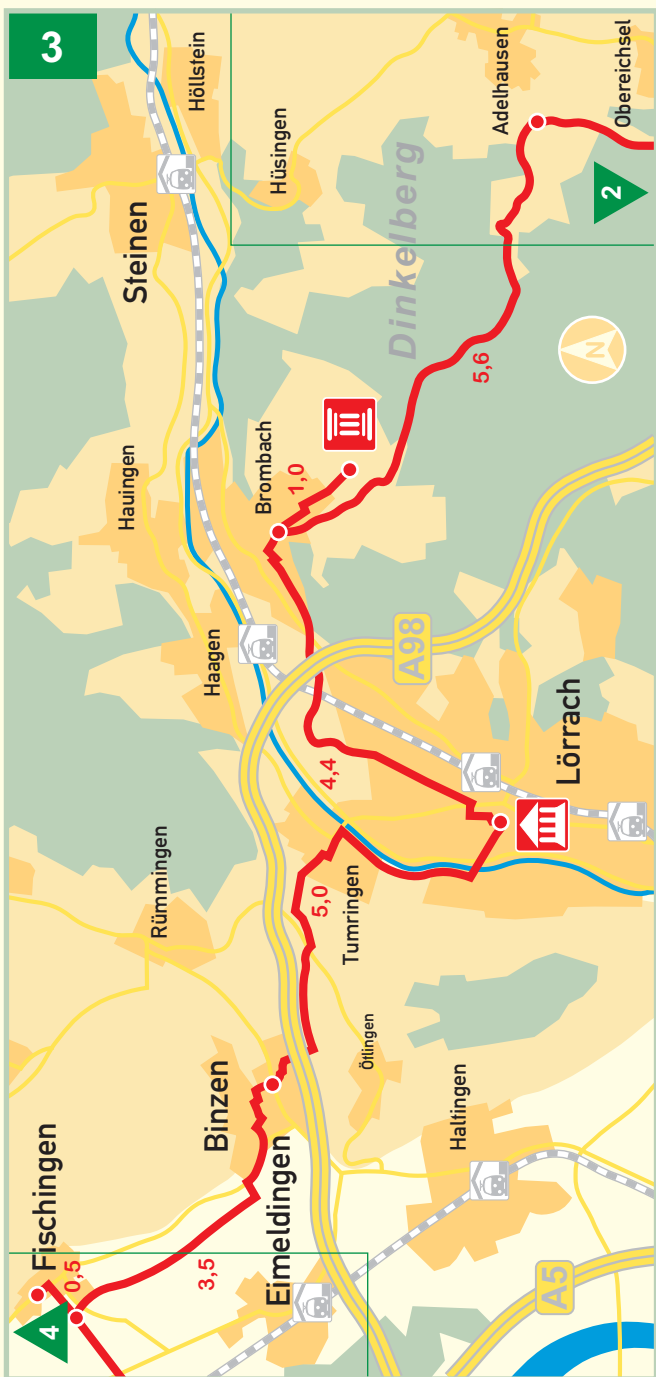 3
Fischingen
4
0,5
3,5
Binzen
Eimeldingen
Rümmingen
Haagen
Hauingen
Steinen
Höllstein
Hüsingen
Brombach
1,0
5,0
4,4
Tumringen
Ötlingen
Haltingen
A98
Dinkelberg
5,6
Adelhausen
Obereichsel
2
N
Lörrach
A5